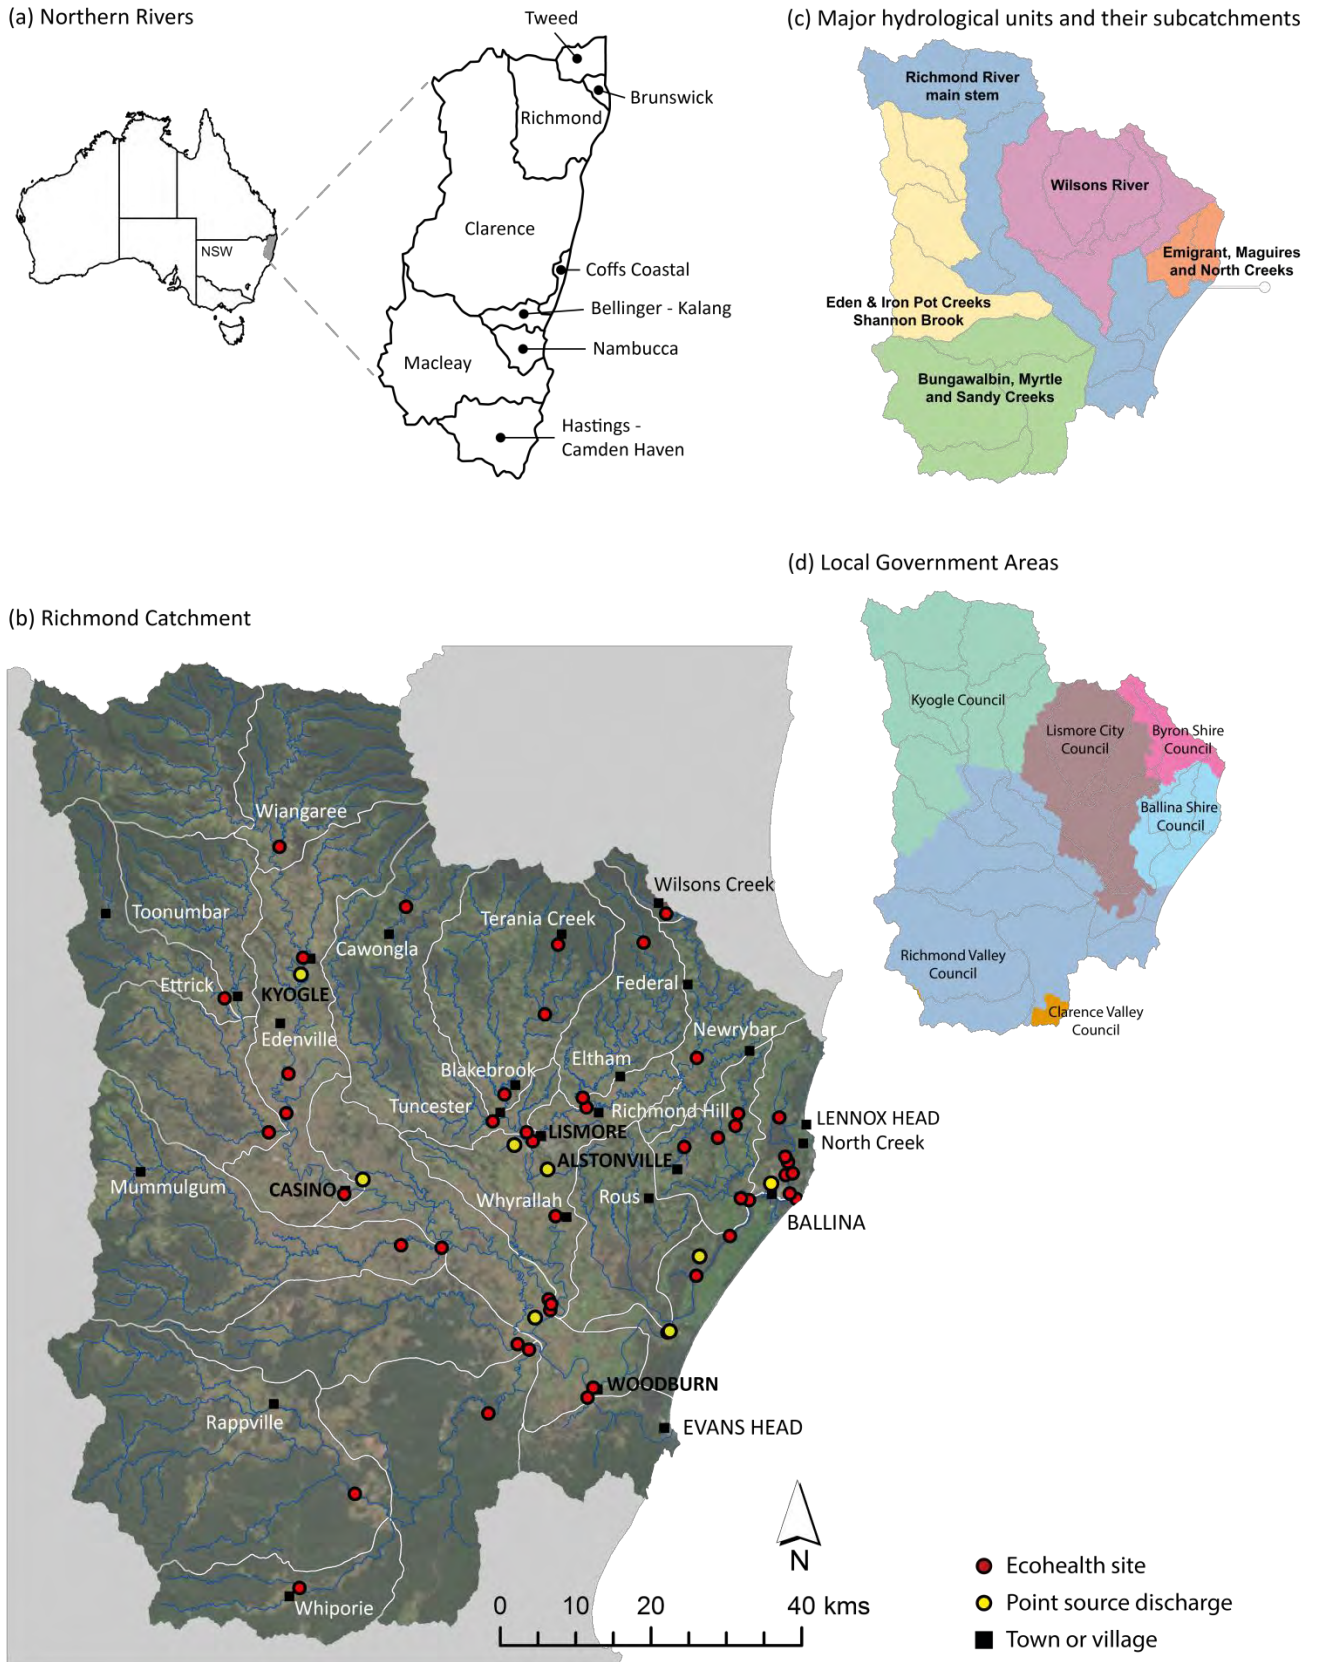 (a) Northern Rivers
Tweed
Brunswick
Richmond
NSW
Clarence
Coffs Coastal
Bellinger - Kalang
Nambucca
Macleay
Hastings -
Camden Haven
(c) Major hydrological units and their subcatchments
Richmond River
main stem
Wilsons River
Emigrant, Maguires
and North Creeks
Eden & Iron Pot Creeks
Shannon Brook
Bungawalbin, Myrtle
and Sandy Creeks
(d) Local Government Areas
Kyogle Council
Lismore City
Council
Byron Shire
Council
Ballina Shire
Council
Richmond Valley
Council
Clarence Valley
Council
(b) Richmond Catchment
Wiangaree
Wilsons Creek
Toonumbar
Terania Creek
Cawongla
Federal
Ettrick
KYOGLE
Edenville
Newrybar
Eltham
Blakebrook
Tuncester
Richmond Hill
LENNOX HEAD
LISMORE
North Creek
ALSTONVILLE
Mummulgum
CASINO
Whyrallah
Rous
BALLINA
WOODBURN
Rappville
EVANS HEAD
Whiporie
N
0 10 20 40 kms
Ecohealth site
Point source discharge
Town or village